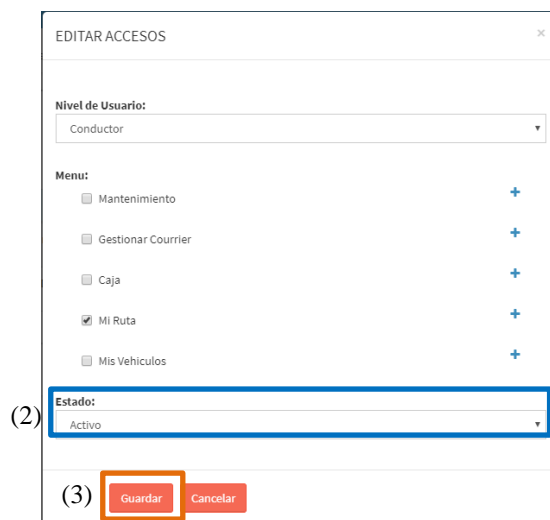 EDITAR ACCESOS ×
Nivel de Usuario:
Conductor
Menu:
Mantenimiento +
Gestionar Courrier +
Caja +
Mi Ruta +
Mis Vehiculos +
(2) Estado:
Activo
(3) Guardar Cancelar